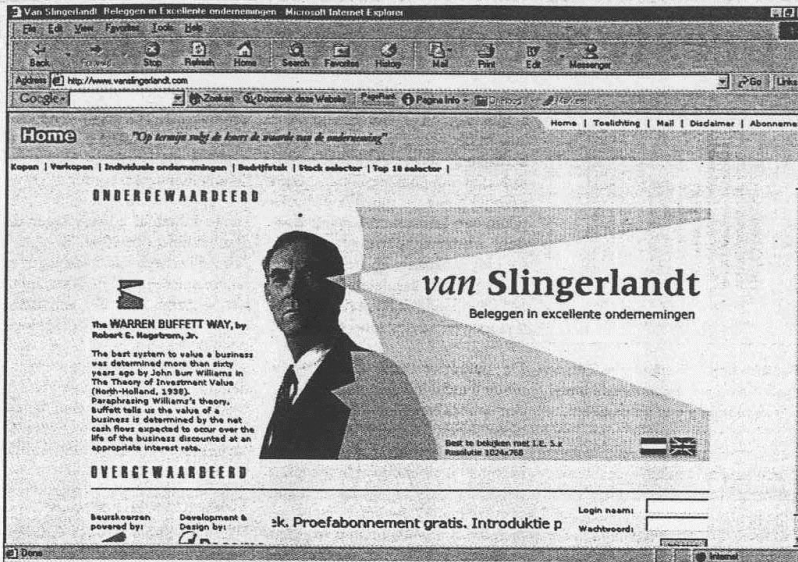 Van Slingerlandt Beleggen in Excellente ondernemingen - Microsoft Internet Explorer
File Edit View Favorites Tools Help
Back Forward Stop Refresh Home Search Favorites History Mail Print Edit Messenger
Address http://www.vanslingerlandt.com Go Links
Google Zoeken Doorzoek deze Website PageRank Pagina Info
Home | Toelichting | Mail | Disclaimer | Abonneme
Home "Op termijn volgt de koers de waarde van de onderneming"
Kopen | Verkopen | Individuele ondernemingen | Bedrijfstak | Stock selector | Top 10 selector |
ONDERGEWAARDEERD
van Slingerlandt
Beleggen in excellente ondernemingen
The WARREN BUFFETT WAY, by
Robert G. Hagstrom, Jr.
The best system to value a business
was determined more than sixty
years ago by John Burr Williams in
The Theory of Investment Value
(North-Holland, 1938).
Paraphrasing Williams's theory,
Buffett tells us the value of a
business is determined by the net
cash flows expected to occur over the
life of the business discounted at an
appropriate interest rate.
Best te bekijken met I.E. 5.x
Resolutie 1024x768
OVERGEWAARDEERD
Beurskoersen
powered by:
Development &
Design by:
ek. Proefabonnement gratis. Introduktie p
Login naam:
Wachtwoord:
Done Internet